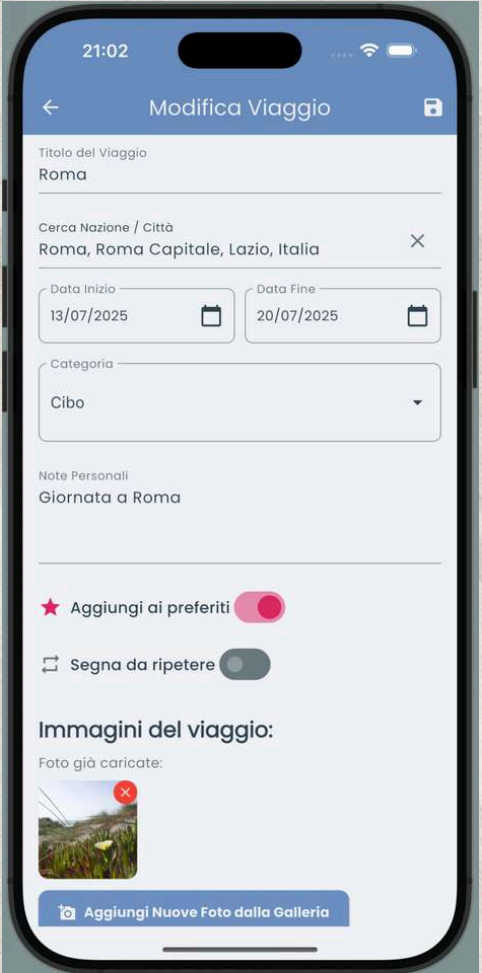 21:02
Modifica Viaggio
Titolo del Viaggio
Roma
Cerca Nazione / Città
Roma, Roma Capitale, Lazio, Italia
Data Inizio
Data Fine
13/07/2025
20/07/2025
Categoria
Cibo
Note Personali
Giornata a Roma
Aggiungi ai preferiti
Segna da ripetere
Immagini del viaggio:
Foto già caricate:
Aggiungi Nuove Foto dalla Galleria